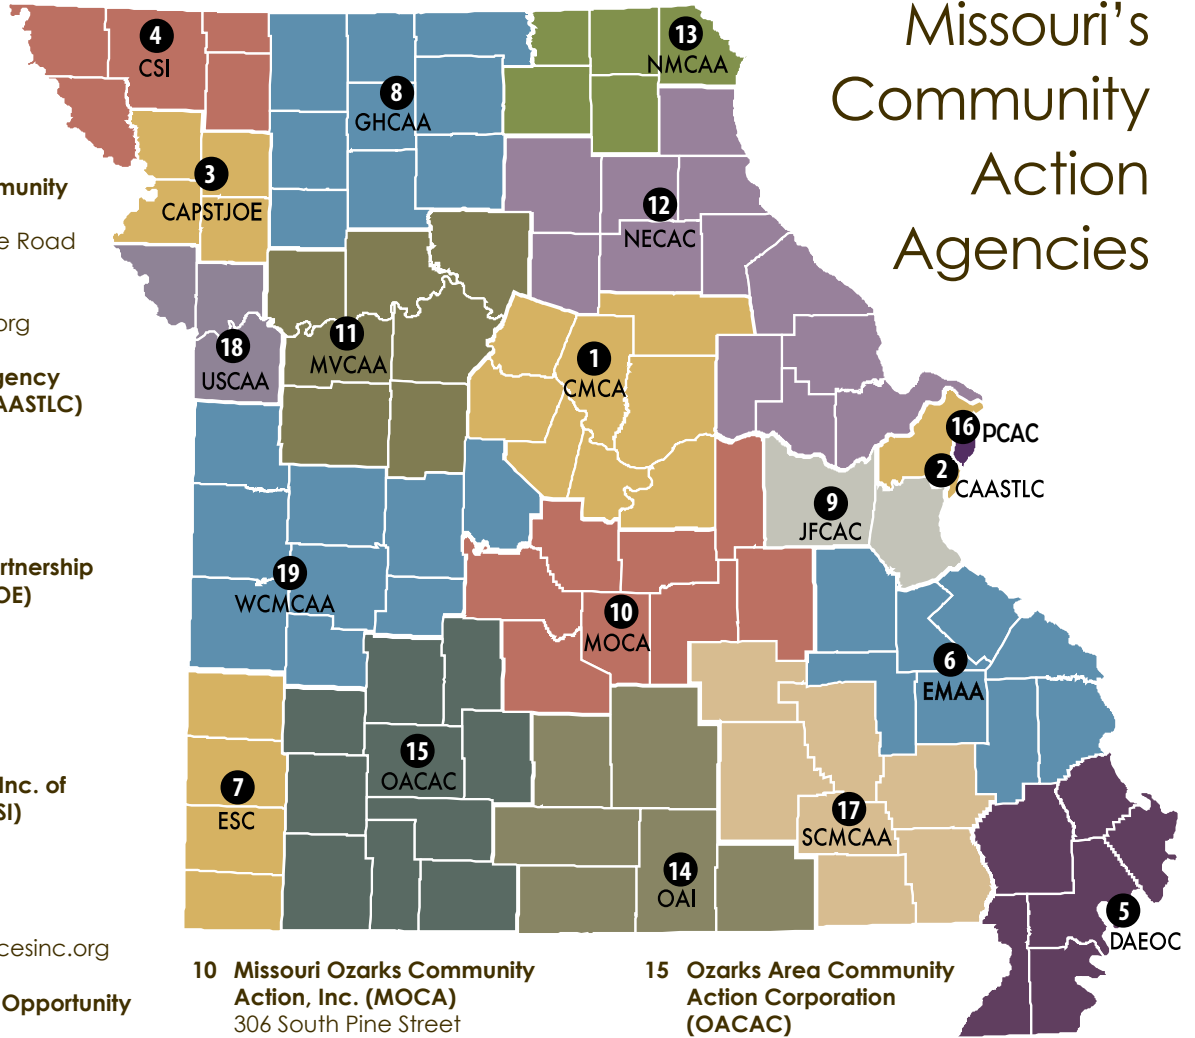 Missouri's
Community
Action
Agencies
4
CSI
8
GHCAA
13
NMCAA
3
CAPSTJOE
12
NECAC
18
USCAA
11
MVCAA
1
CMCA
16 PCAC
2
CAASTLC
9
JFCAC
19
WCMCAA
10
MOCA
6
EMAA
7
ESC
15
OACAC
17
SCMCAA
14
OAI
5
DAEOC
munity
e Road
org
gency
AASTLC)
rtnership
OE)
Inc. of
SI)
cesinc.org
Opportunity
10 Missouri Ozarks Community
Action, Inc. (MOCA)
306 South Pine Street
15 Ozarks Area Community
Action Corporation
(OACAC)